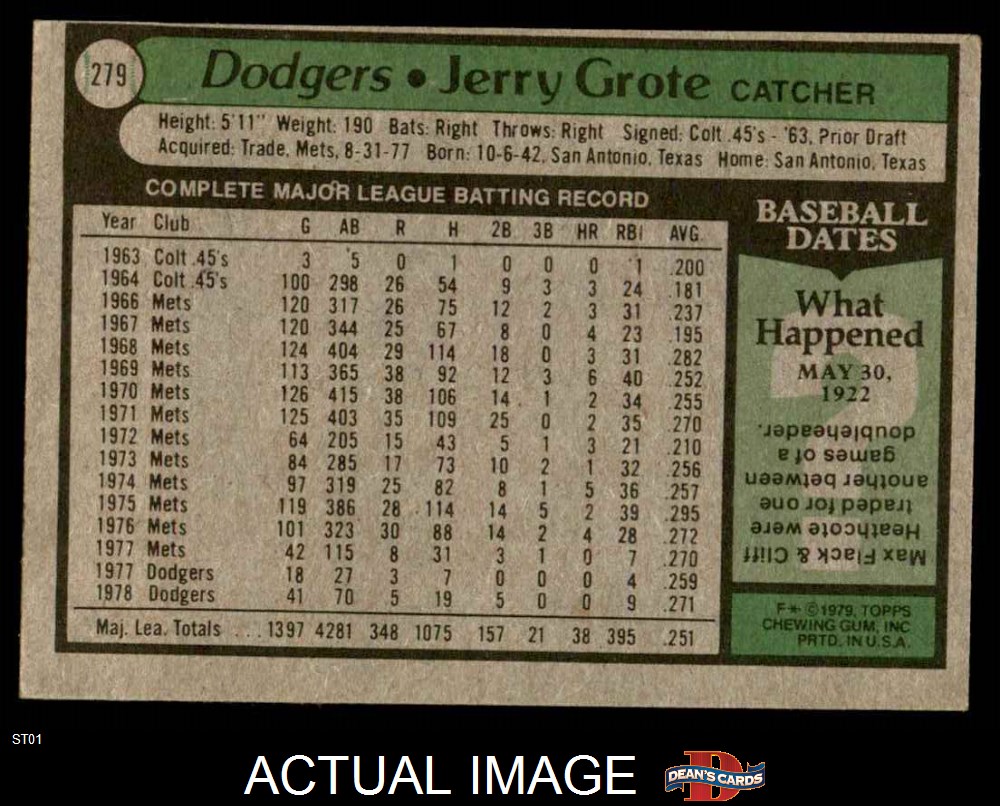 279
Dodgers • Jerry Grote CATCHER
Height: 5'11" Weight: 190 Bats: Right Throws: Right Signed: Colt .45's - '63, Prior Draft
Acquired: Trade, Mets, 8-31-77 Born: 10-6-42, San Antonio, Texas Home: San Antonio, Texas
COMPLETE MAJOR LEAGUE BATTING RECORD
Year Club G AB R H 2B 3B HR RBI AVG.
1963 Colt .45's 3 5 0 1 0 0 0 1 .200
1964 Colt .45's 100 298 26 54 9 3 3 24 .181
1966 Mets 120 317 26 75 12 2 3 31 .237
1967 Mets 120 344 25 67 8 0 4 23 .195
1968 Mets 124 404 29 114 18 0 3 31 .282
1969 Mets 113 365 38 92 12 3 6 40 .252
1970 Mets 126 415 38 106 14 1 2 34 .255
1971 Mets 125 403 35 109 25 0 2 35 .270
1972 Mets 64 205 15 43 5 1 3 21 .210
1973 Mets 84 285 17 73 10 2 1 32 .256
1974 Mets 97 319 25 82 8 1 5 36 .257
1975 Mets 119 386 28 114 14 5 2 39 .295
1976 Mets 101 323 30 88 14 2 4 28 .272
1977 Mets 42 115 8 31 3 1 0 7 .270
1977 Dodgers 18 27 3 7 0 0 0 4 .259
1978 Dodgers 41 70 5 19 5 0 0 9 .271
Maj. Lea. Totals ... 1397 4281 348 1075 157 21 38 395 .251
BASEBALL
DATES
What
Happened
MAY 30,
1922
Max Flack & Cliff
Heathcote were
traded for one
another between
games of a
doubleheader.
F* © 1979, TOPPS
CHEWING GUM, INC
PRTD. IN U.S.A.
ST01
ACTUAL IMAGE
DEAN'S CARDS